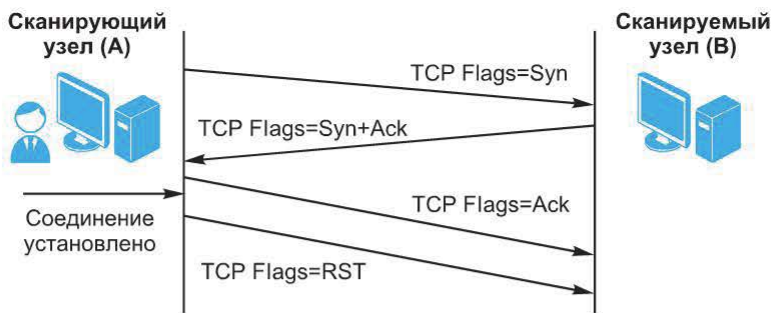 Сканирующий
узел (A)
Сканируемый
узел (B)
TCP Flags=Syn
TCP Flags=Syn+Ack
TCP Flags=Ack
Соединение
установлено
TCP Flags=RST